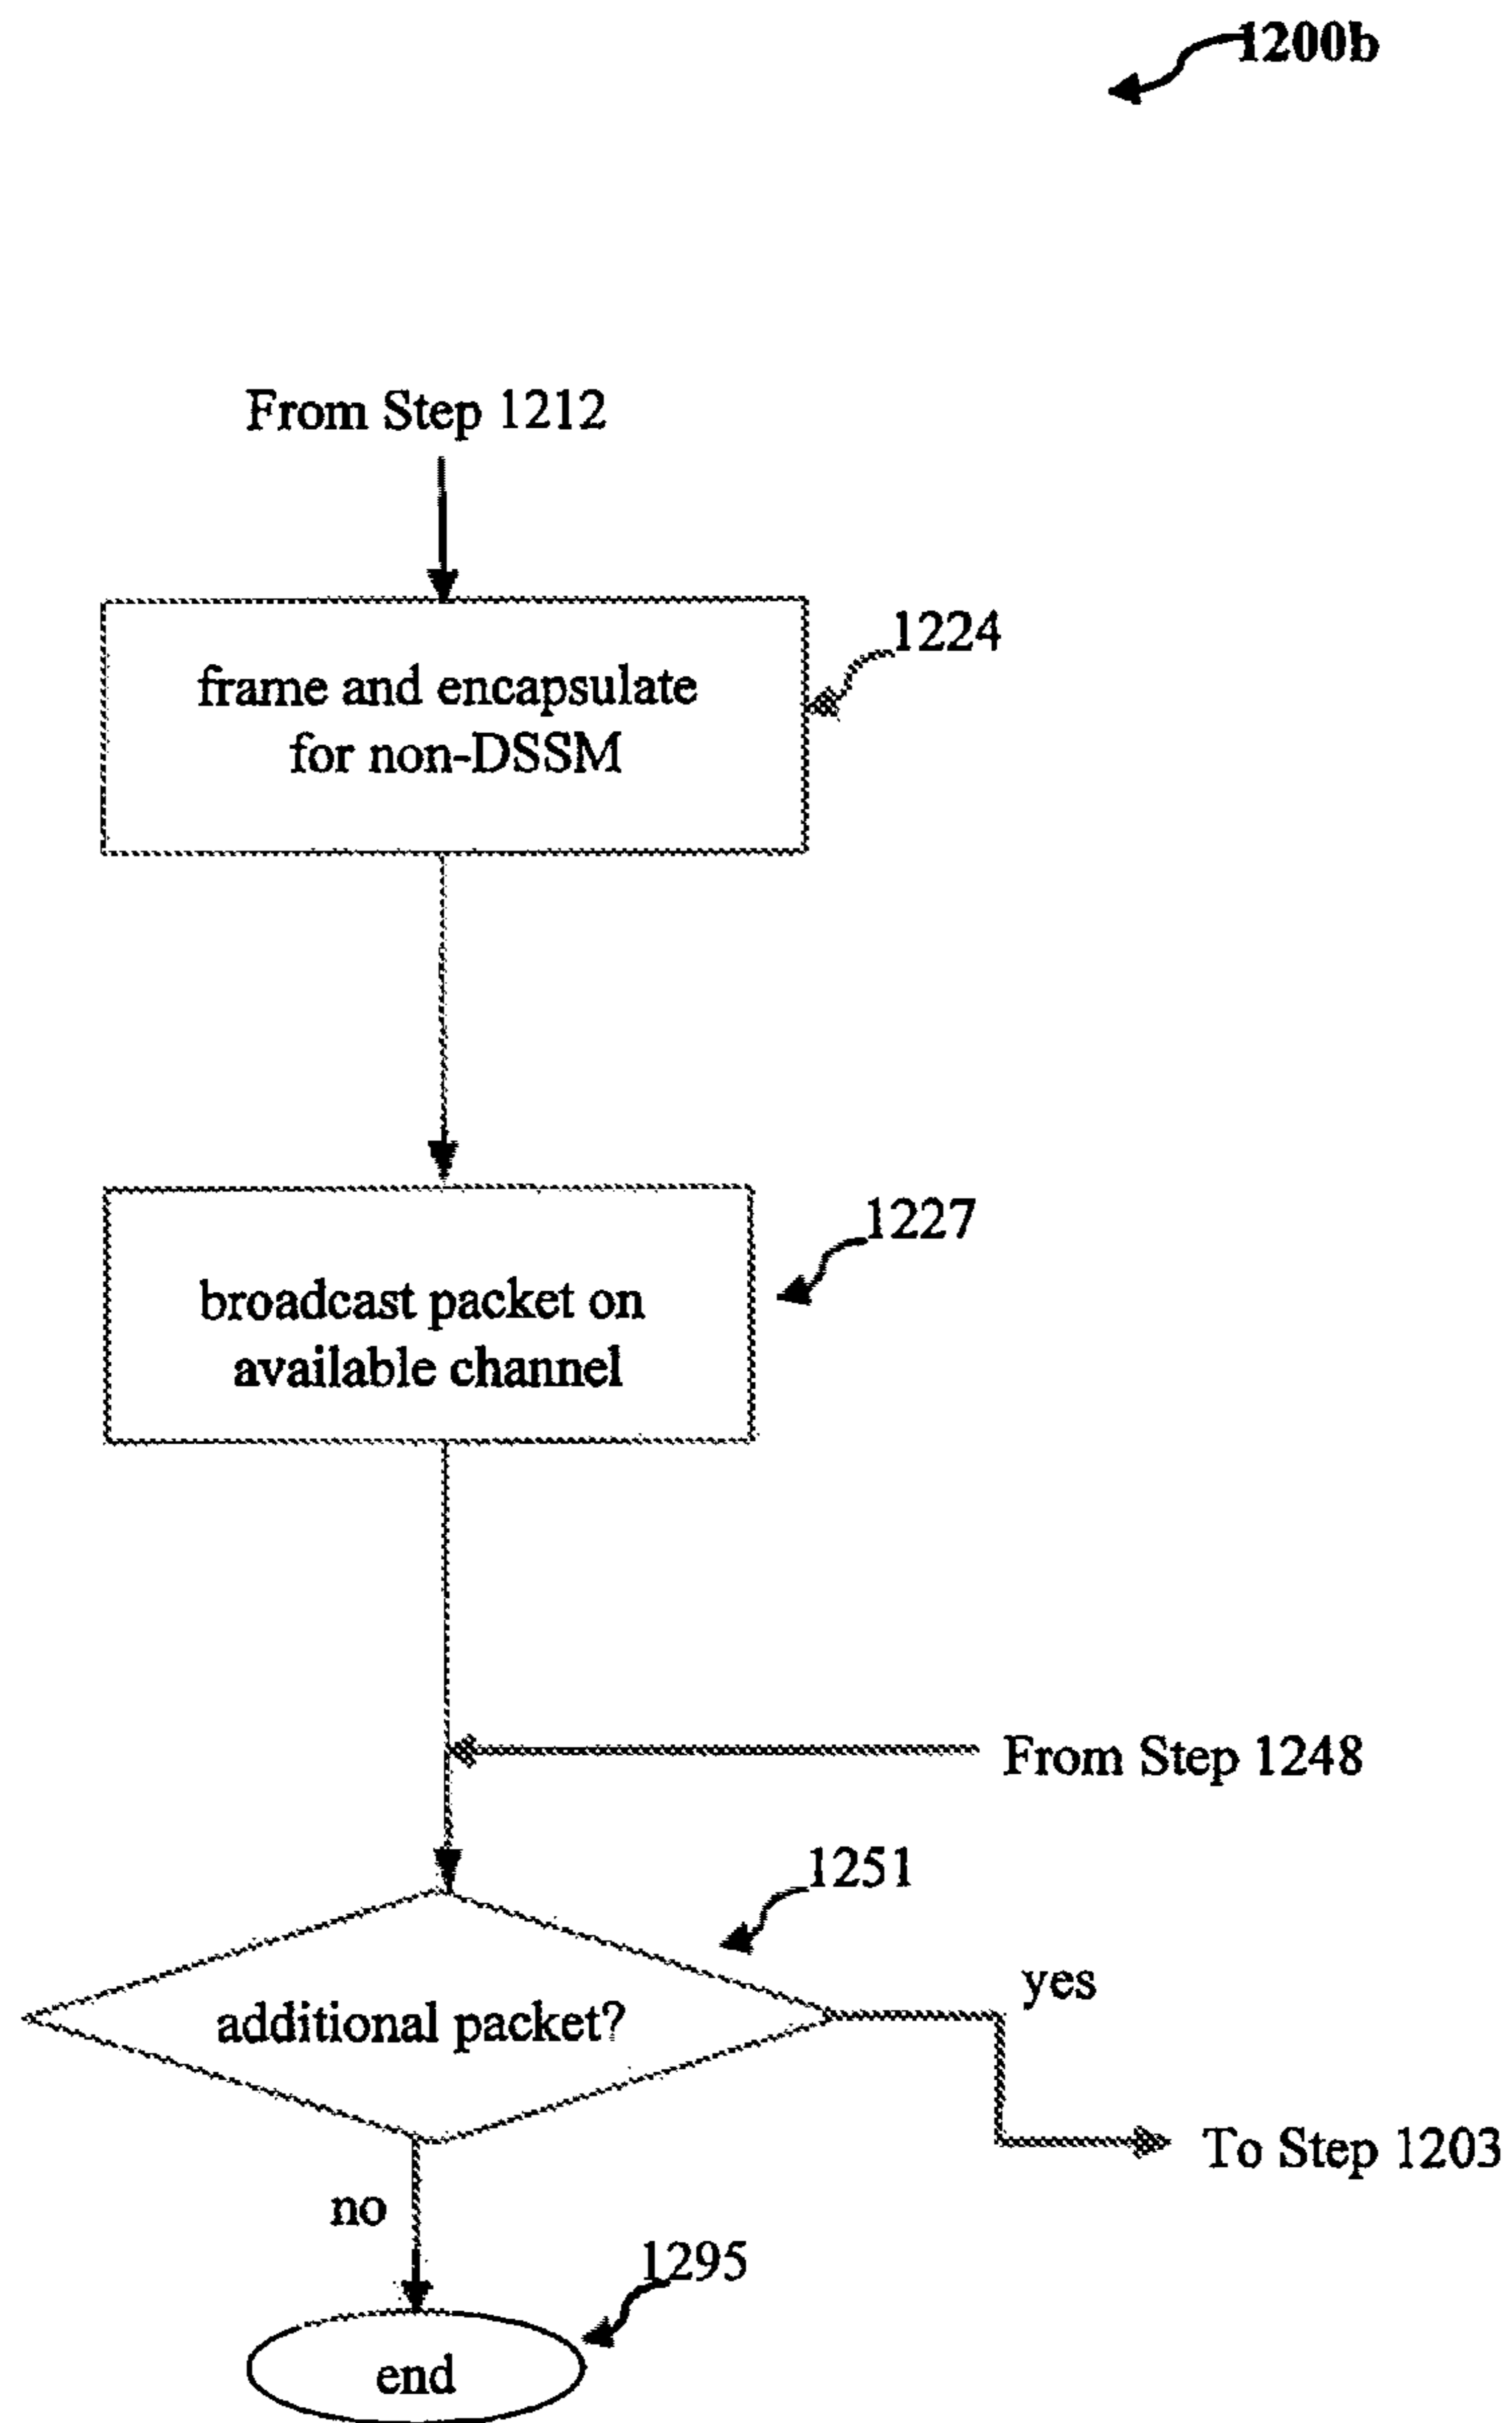 1200b
From Step 1212
1224
frame and encapsulate
for non-DSSM
1227
broadcast packet on
available channel
From Step 1248
1251
additional packet?
yes
To Step 1203
no
1295
end